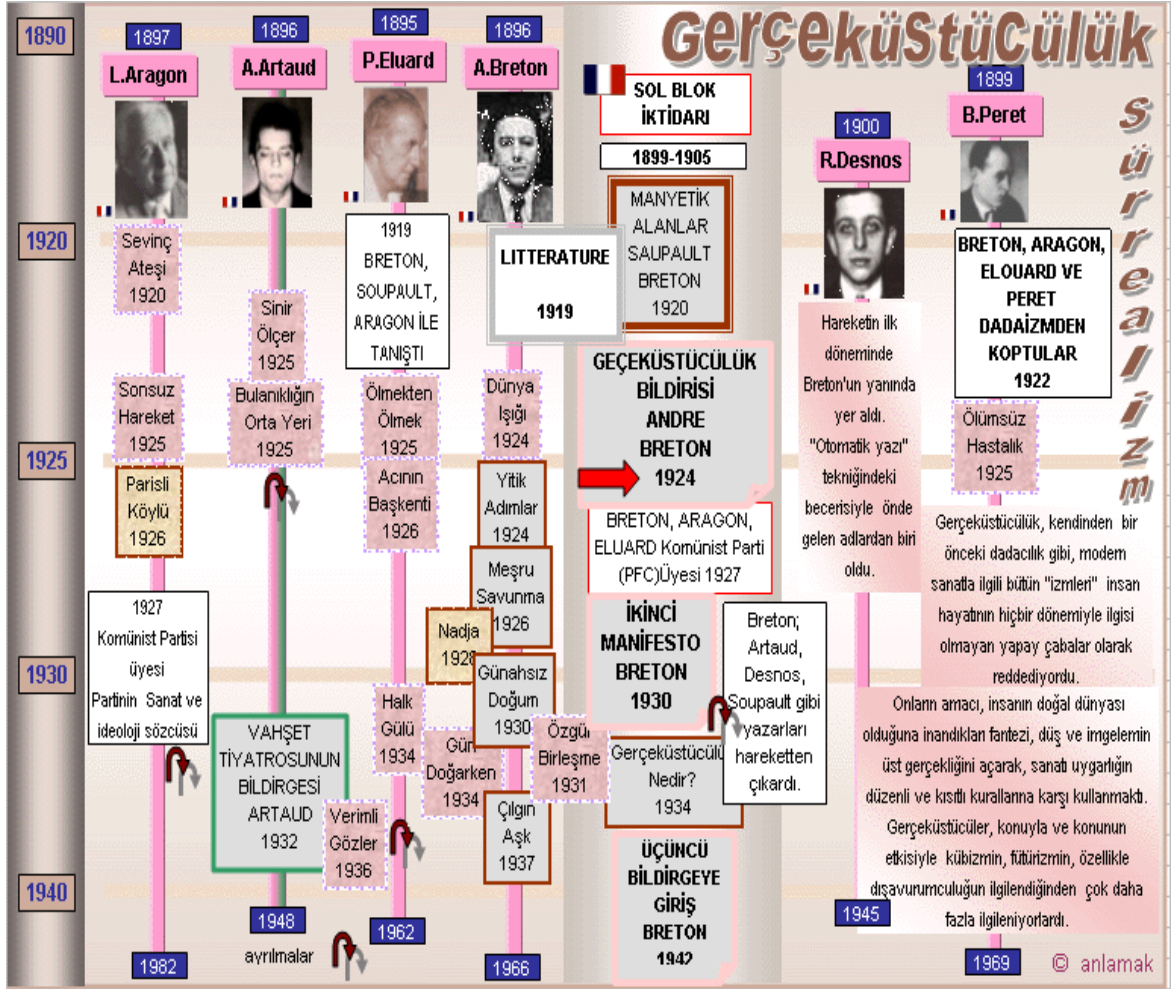 Gerçeküstücülük
Sürrealizm
1890
1920
1925
1930
1940
1897
L.Aragon
Sevinç
Ateşi
1920
Sonsuz
Hareket
1925
Parisli
Köylü
1926
1927
Komünist Partisi
üyesi
Partinin Sanat ve
ideoloji sözcüsü
1982
1896
A.Artaud
Sinir
Ölçer
1925
Bulanıklığın
Orta Yeri
1925
VAHŞET
TİYATROSUNUN
BİLDİRGESİ
ARTAUD
1932
1948
ayrılmalar
1895
P.Eluard
1919
BRETON,
SOUPAULT,
ARAGON İLE
TANIŞTI
Ölmekten
Ölmek
1925
Acının
Başkenti
1926
Halk
Gülü
1934
Verimli
Gözler
1936
1962
1896
A.Breton
LITTERATURE
1919
Dünya
Işığı
1924
Yitik
Adımlar
1924
Meşru
Savunma
1926
Nadja
1928
Günahsız
Doğum
1930
Gün
Doğarken
1934
Özgür
Birleşme
1931
Çılgın
Aşk
1937
1966
SOL BLOK
İKTİDARI
1899-1905
MANYETİK
ALANLAR
SAUPAULT
BRETON
1920
GEÇEKÜSTÜCÜLÜK
BİLDİRİSİ
ANDRE
BRETON
1924
BRETON, ARAGON,
ELUARD Komünist Parti
(PFC)Üyesi 1927
İKİNCİ
MANİFESTO
BRETON
1930
Breton;
Artaud,
Desnos,
Soupault gibi
yazarları
hareketten
çıkardı.
Gerçeküstücülü
Nedir?
1934
ÜÇÜNCÜ
BİLDİRGEYE
GİRİŞ
BRETON
1942
1900
R.Desnos
Hareketin ilk
döneminde
Breton'un yanında
yer aldı.
"Otomatik yazı"
tekniğindeki
becerisiyle önde
gelen adlardan biri
oldu.
1945
1899
B.Peret
BRETON, ARAGON,
ELOUARD VE
PERET
DADAİZMDEN
KOPTULAR
1922
Ölümsüz
Hastalık
1925
Gerçeküstücülük, kendinden bir
önceki dadacılık gibi, modern
sanatla ilgili bütün "izmleri" insan
hayatının hiçbir dönemiyle ilgisi
olmayan yapay çabalar olarak
reddediyordu.
Onların amacı, insanın doğal dünyası
olduğuna inandıkları fantezi, düş ve imgelemin
üst gerçekliğini açarak, sanatı uygarlığın
düzenli ve kısıtlı kurallarına karşı kullanmaktı.
Gerçeküstücüler, konuyla ve konunun
etkisiyle kübizmin, fütürizmin, özellikle
dışavurumculuğun ilgilendiğinden çok daha
fazla ilgileniyorlardı.
1969
© anlamak